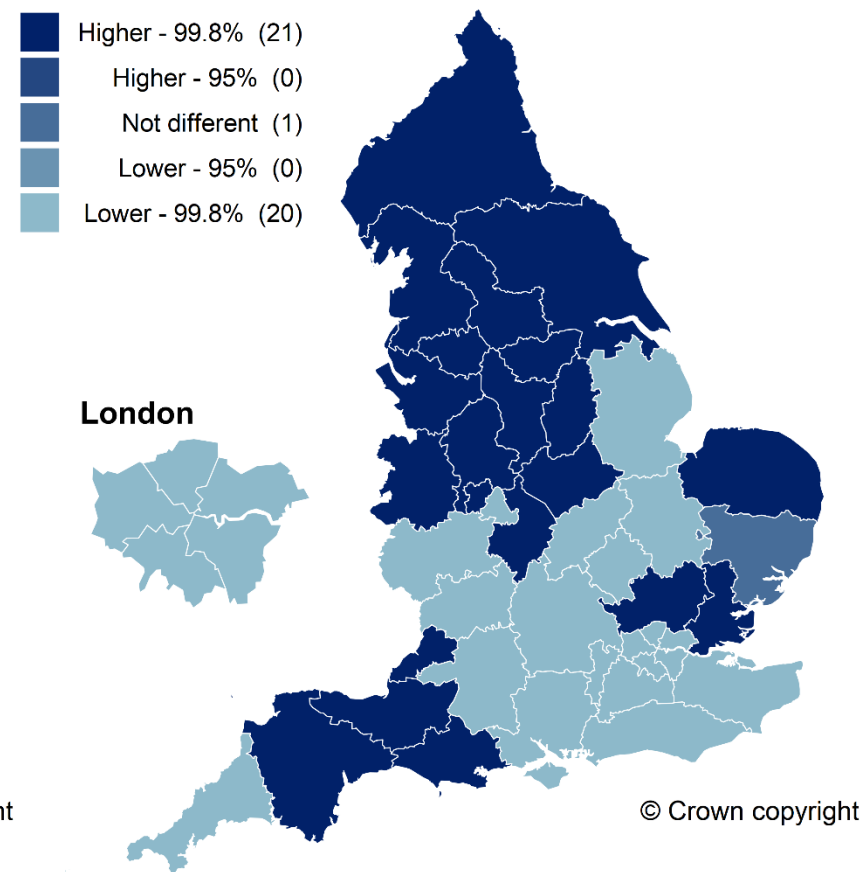 Higher - 99.8% (21)
Higher - 95% (0)
Not different (1)
Lower - 95% (0)
Lower - 99.8% (20)
London
© Crown copyright